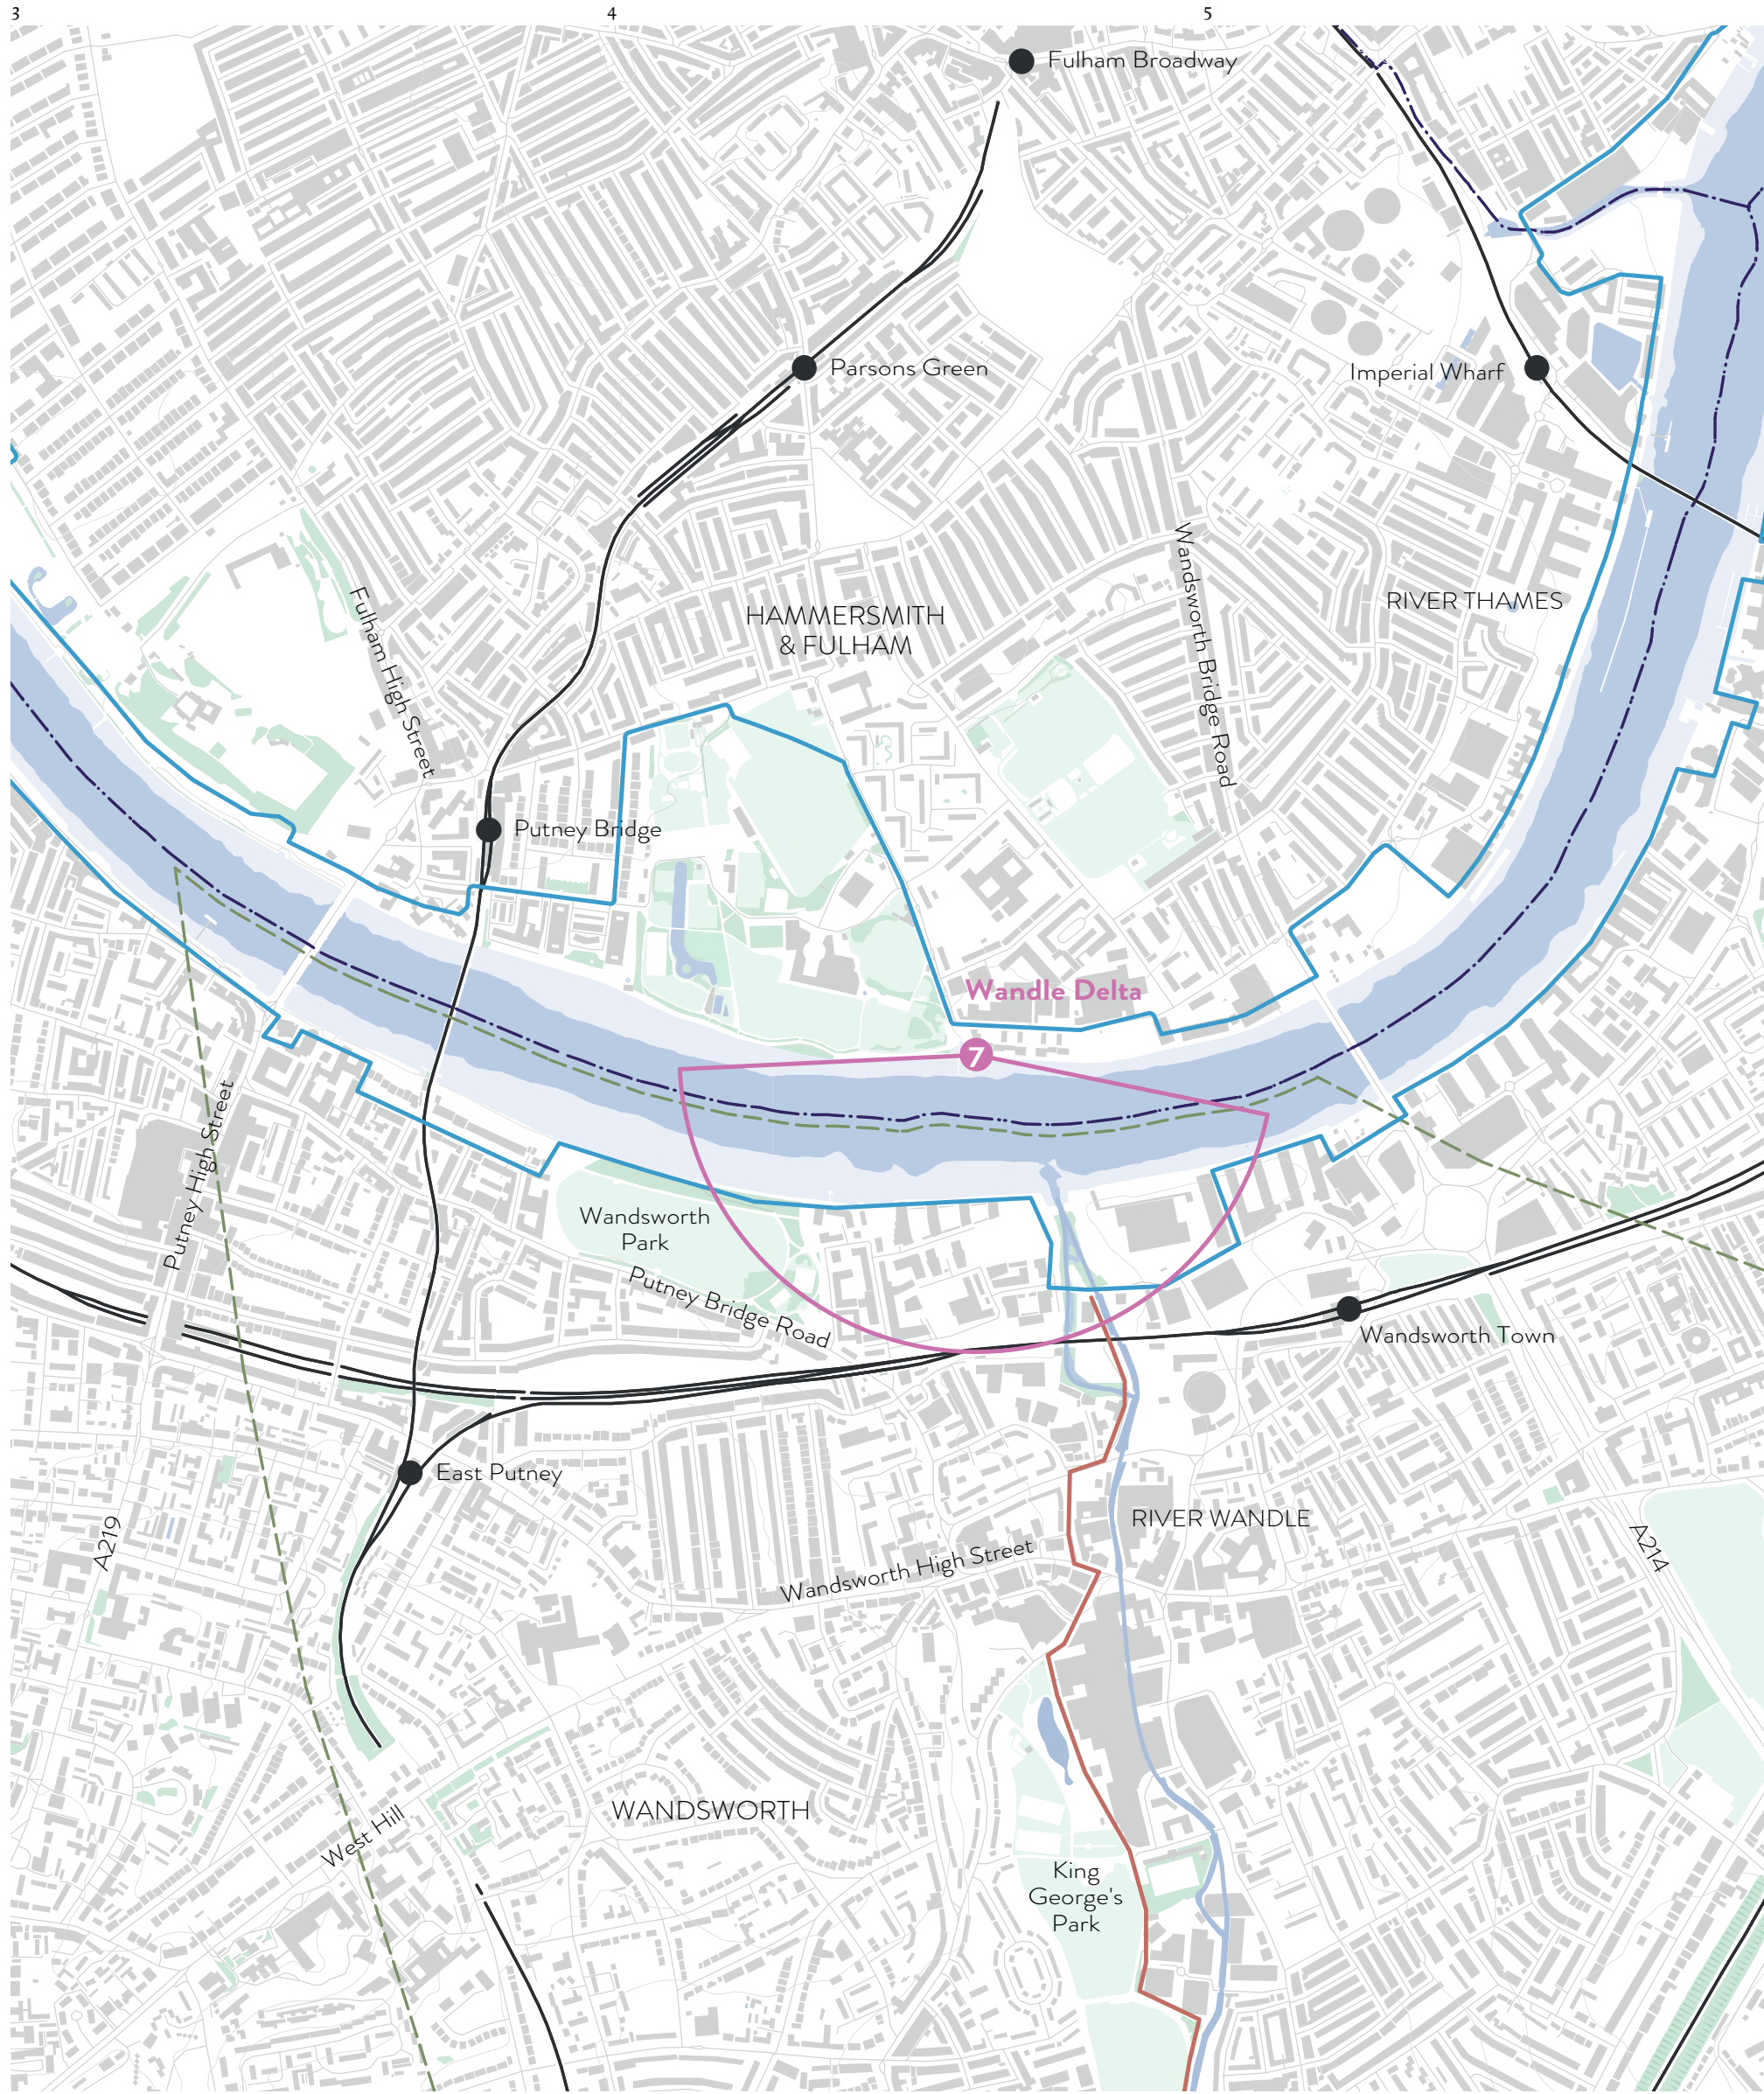 3 4 5
Fulham Broadway
Parsons Green
Imperial Wharf
HAMMERSMITH
& FULHAM
RIVER THAMES
Fulham High Street
Wandsworth Bridge Road
Putney Bridge
Wandle Delta
7
Putney High Street
Wandsworth
Park
Putney Bridge Road
Wandsworth Town
East Putney
A219
RIVER WANDLE
A214
Wandsworth High Street
WANDSWORTH
West Hill
King
George's
Park